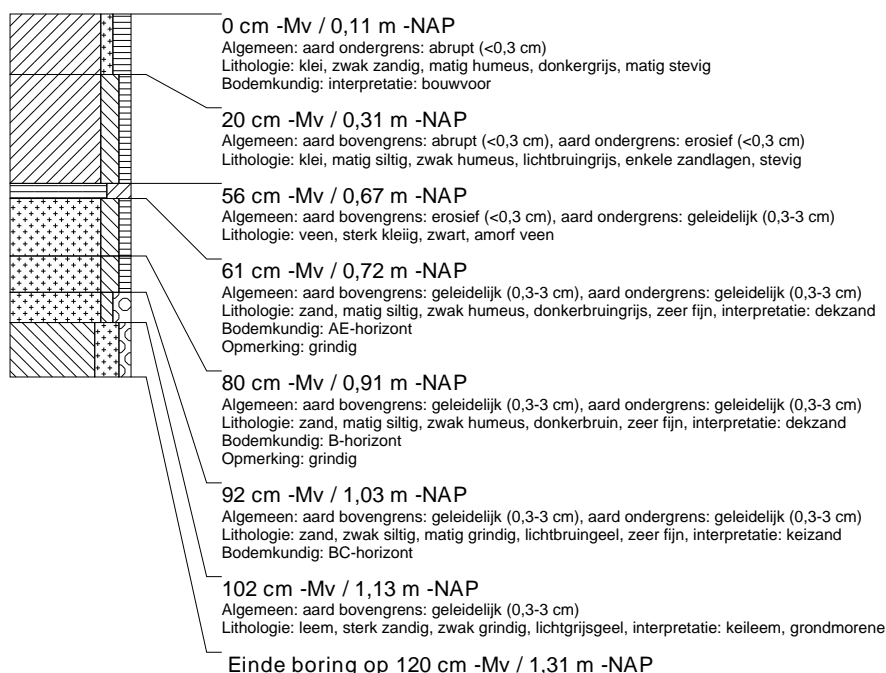 0 cm -Mv / 0,11 m -NAP
Algemeen: aard ondergrens: abrupt (<0,3 cm)
Lithologie: klei, zwak zandig, matig humeus, donkergrijs, matig stevig
Bodemkundig: interpretatie: bouwvoor
20 cm -Mv / 0,31 m -NAP
Algemeen: aard bovengrens: abrupt (<0,3 cm), aard ondergrens: erosief (<0,3 cm)
Lithologie: klei, matig siltig, zwak humeus, lichtbruingrijs, enkele zandlagen, stevig
56 cm -Mv / 0,67 m -NAP
Algemeen: aard bovengrens: erosief (<0,3 cm), aard ondergrens: geleidelijk (0,3-3 cm)
Lithologie: veen, sterk kleiig, zwart, amorf veen
61 cm -Mv / 0,72 m -NAP
Algemeen: aard bovengrens: geleidelijk (0,3-3 cm), aard ondergrens: geleidelijk (0,3-3 cm)
Lithologie: zand, matig siltig, zwak humeus, donkerbruingrijs, zeer fijn, interpretatie: dekzand
Bodemkundig: AE-horizont
Opmerking: grindig
80 cm -Mv / 0,91 m -NAP
Algemeen: aard bovengrens: geleidelijk (0,3-3 cm), aard ondergrens: geleidelijk (0,3-3 cm)
Lithologie: zand, matig siltig, zwak humeus, donkerbruin, zeer fijn, interpretatie: dekzand
Bodemkundig: B-horizont
Opmerking: grindig
92 cm -Mv / 1,03 m -NAP
Algemeen: aard bovengrens: geleidelijk (0,3-3 cm), aard ondergrens: geleidelijk (0,3-3 cm)
Lithologie: zand, zwak siltig, matig grindig, lichtbruingeel, zeer fijn, interpretatie: keizand
Bodemkundig: BC-horizont
102 cm -Mv / 1,13 m -NAP
Algemeen: aard bovengrens: geleidelijk (0,3-3 cm)
Lithologie: leem, sterk zandig, zwak grindig, lichtgrijsgeel, interpretatie: keileem, grondmorene
Einde boring op 120 cm -Mv / 1,31 m -NAP